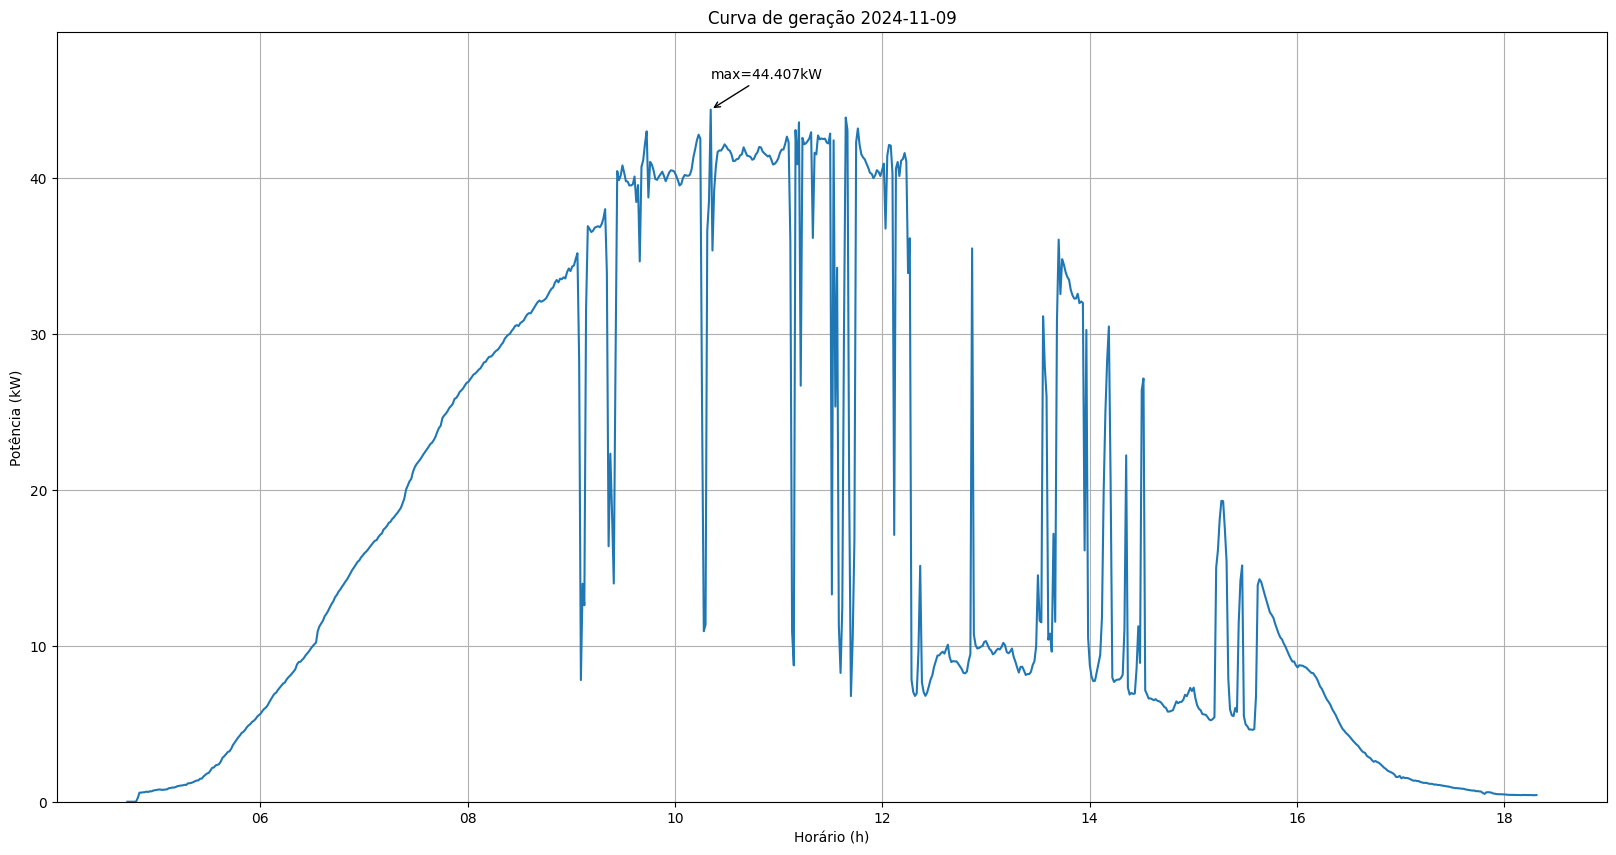 Curva de geração 2024-11-09
max=44.407kW
Potência (kW)
40
30
20
10
0
06 08 10 12 14 16 18
Horário (h)